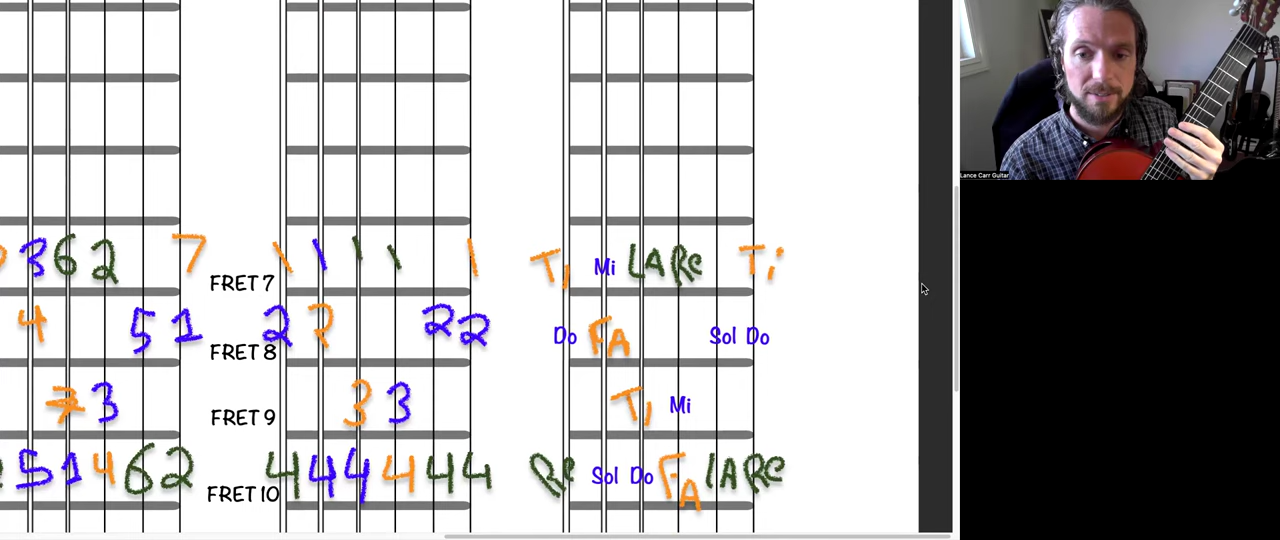 Lance Carr Guitar
3 6 2 7 FRET 7 1 1 1 1 1 Ti Mi LA Re Ti
4 5 1 FRET 8 2 2 2 2 Do FA Sol Do
7 3 FRET 9 3 3 Ti Mi
5 1 4 6 2 FRET 10 4 4 4 4 4 4 Re Sol Do FA LA Re